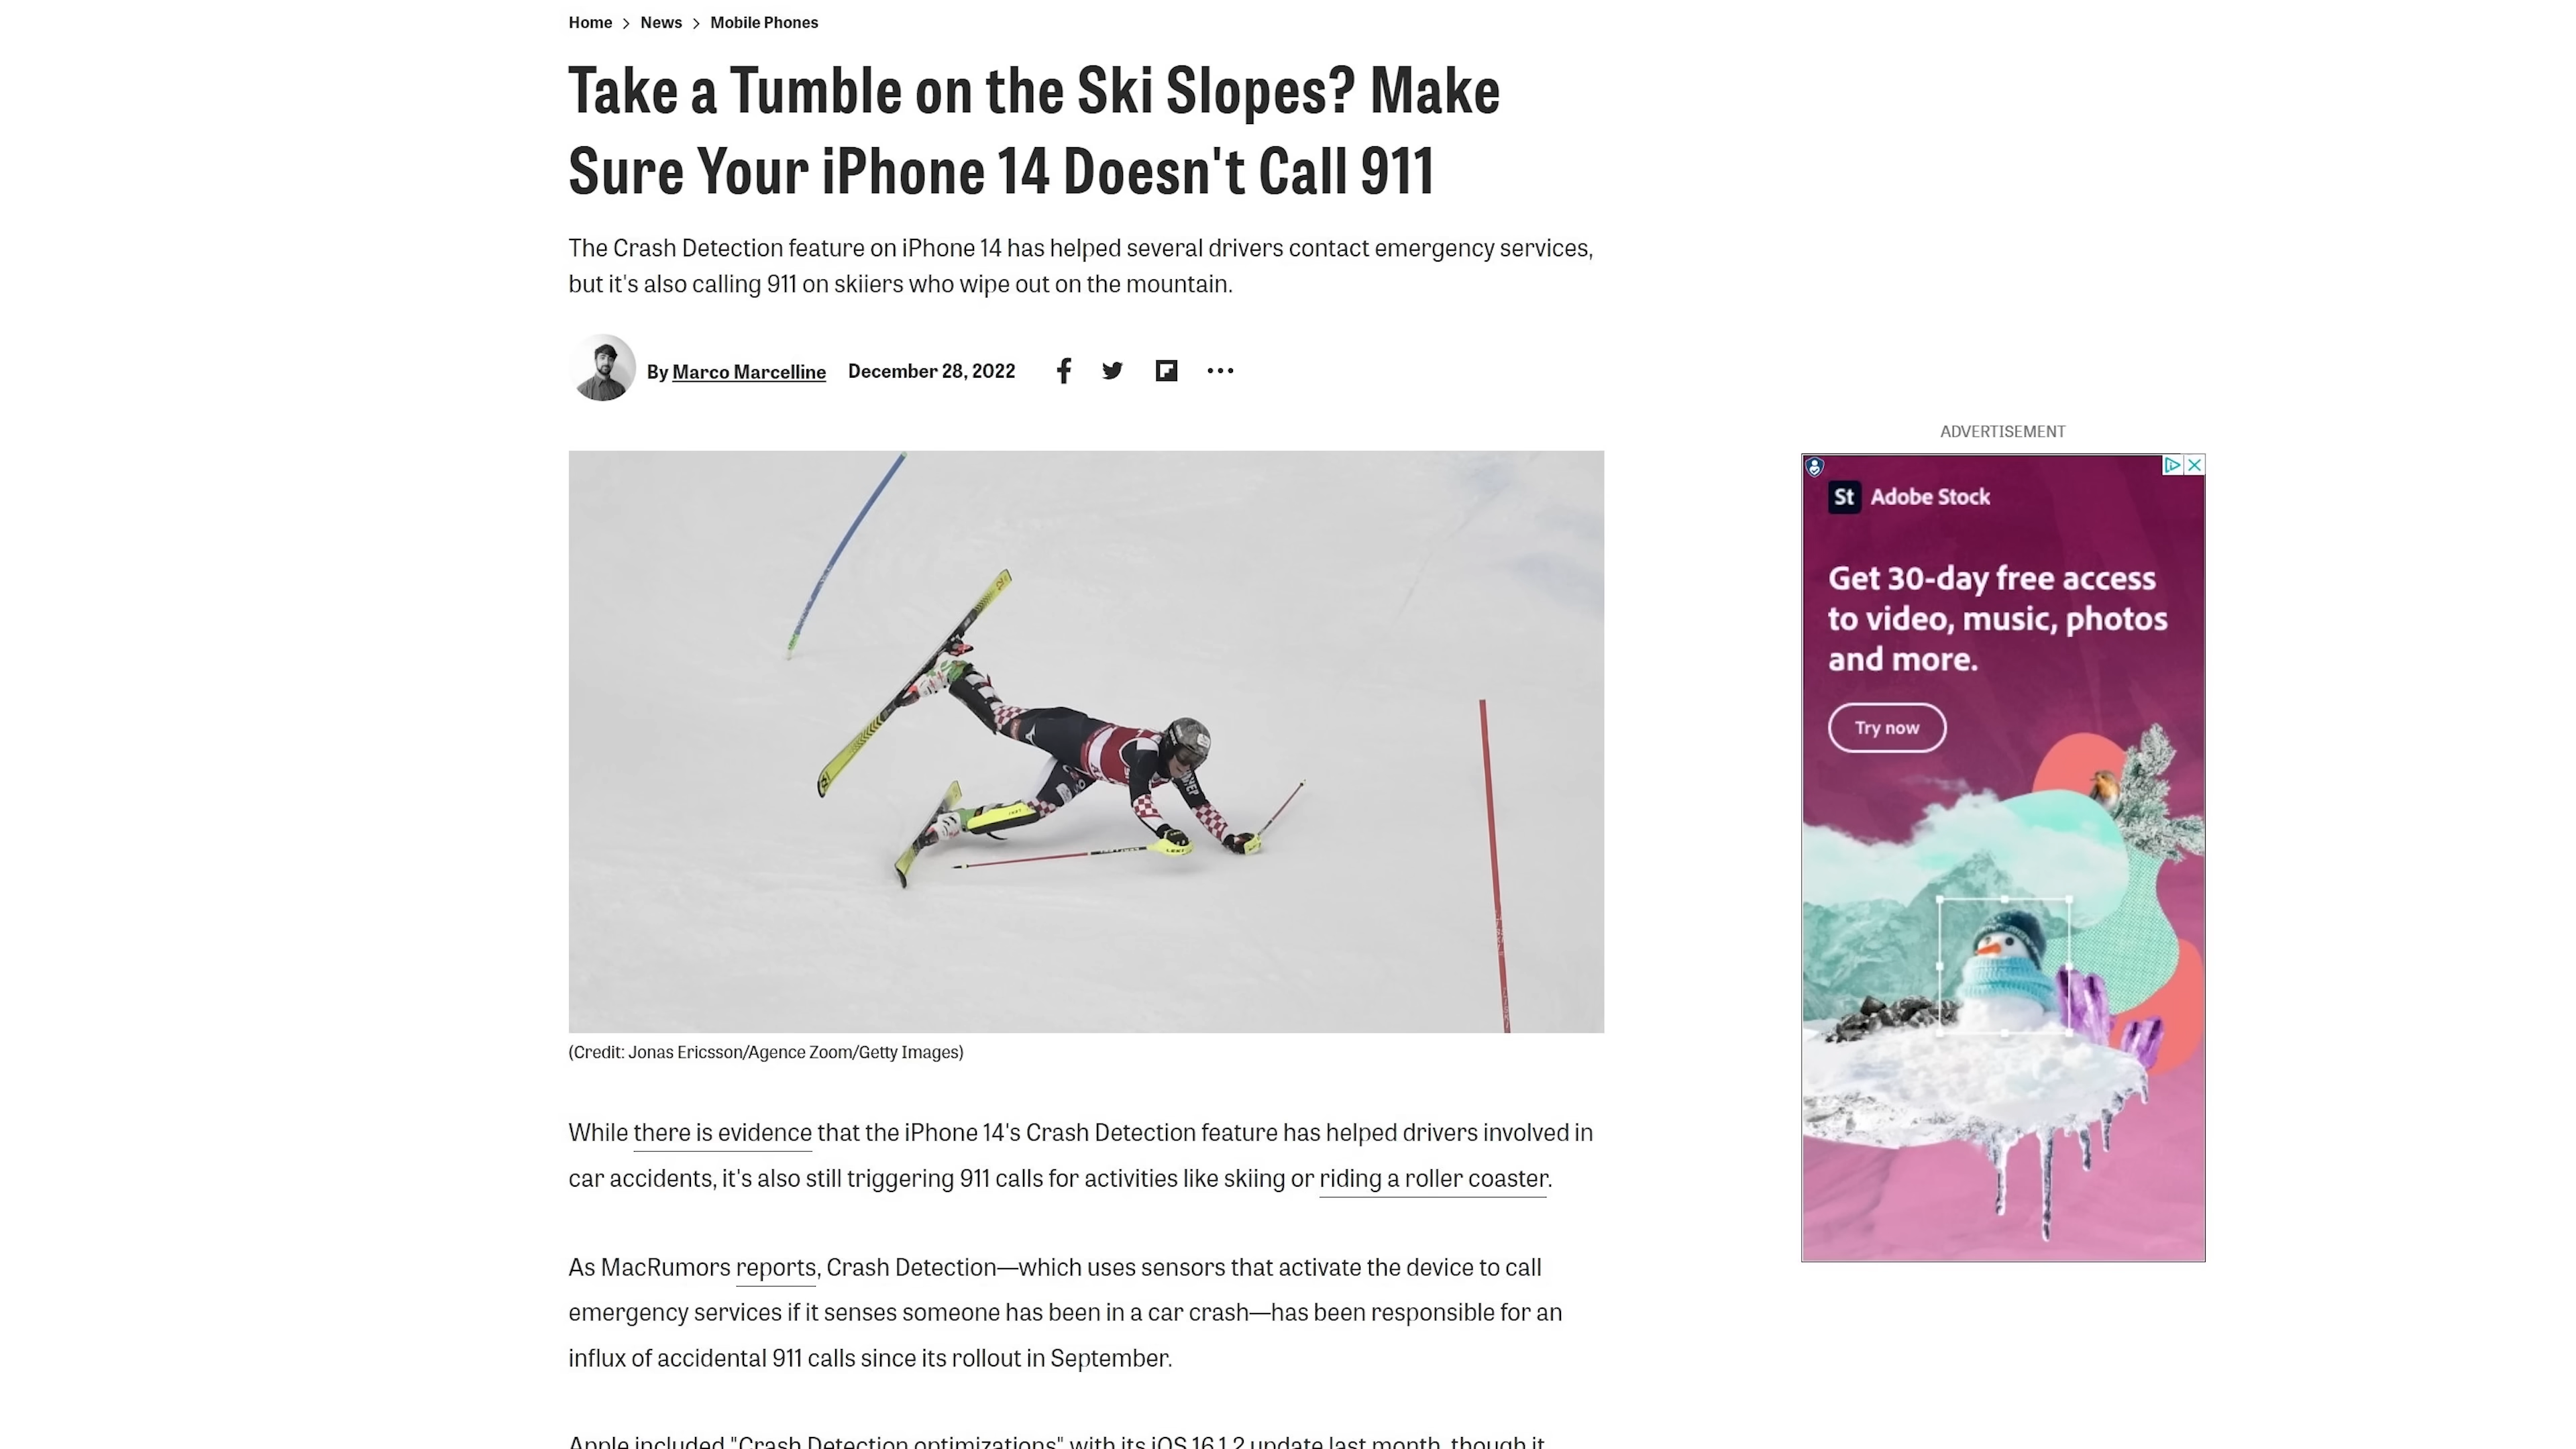 Home > News > Mobile Phones
Take a Tumble on the Ski Slopes? Make
Sure Your iPhone 14 Doesn't Call 911
The Crash Detection feature on iPhone 14 has helped several drivers contact emergency services,
but it's also calling 911 on skiiers who wipe out on the mountain.
By Marco Marcelline December 28, 2022
ADVERTISEMENT
St Adobe Stock
Get 30-day free access
to video, music, photos
and more.
Try now
LEKI
(Credit: Jonas Ericsson/Agence Zoom/Getty Images)
While there is evidence that the iPhone 14's Crash Detection feature has helped drivers involved in
car accidents, it's also still triggering 911 calls for activities like skiing or riding a roller coaster.
As MacRumors reports, Crash Detection—which uses sensors that activate the device to call
emergency services if it senses someone has been in a car crash—has been responsible for an
influx of accidental 911 calls since its rollout in September.
Apple included "Crash Detection optimizations" with its iOS 16.1.2 update last month, though it